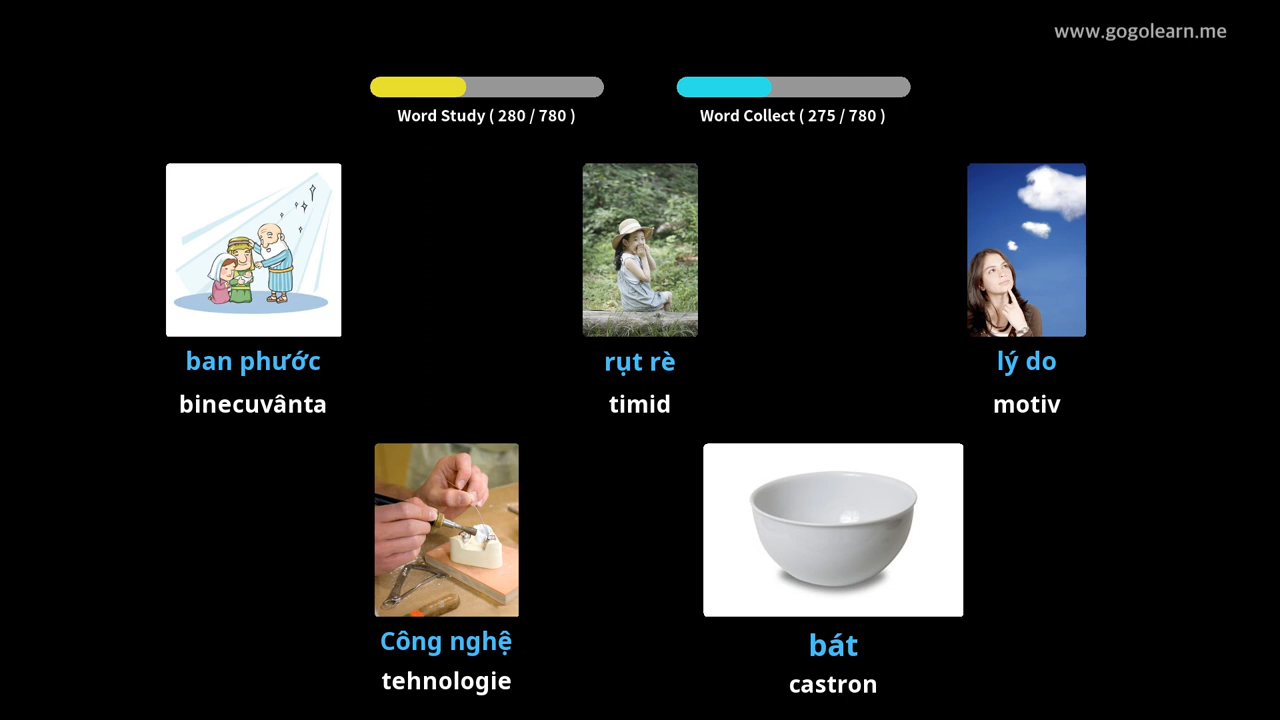 www.gogolearn.me
Word Study ( 280 / 780 )
Word Collect ( 275 / 780 )
ban phước
binecuvânta
rụt rè
timid
lý do
motiv
Công nghệ
tehnologie
bát
castron